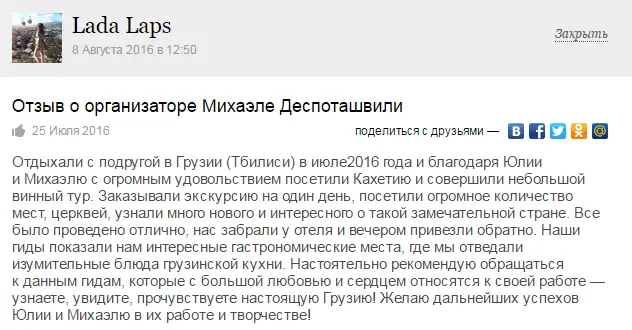 Lada Laps
8 Августа 2016 в 12:50
Закрыть
Отзыв о организаторе Михаэле Деспоташвили
25 Июля 2016
поделиться с друзьями —
Отдыхали с подругой в Грузии (Тбилиси) в июле2016 года и благодаря Юлии
и Михаэлю с огромным удовольствием посетили Кахетию и совершили небольшой
винный тур. Заказывали экскурсию на один день, посетили огромное количество
мест, церквей, узнали много нового и интересного о такой замечательной стране. Все
было проведено отлично, нас забрали у отеля и вечером привезли обратно. Наши
гиды показали нам интересные гастрономические места, где мы отведали
изумительные блюда грузинской кухни. Настоятельно рекомендую обращаться
к данным гидам, которые с большой любовью и сердцем относятся к своей работе —
узнаете, увидите, прочувствуете настоящую Грузию! Желаю дальнейших успехов
Юлии и Михаэлю в их работе и творчестве!